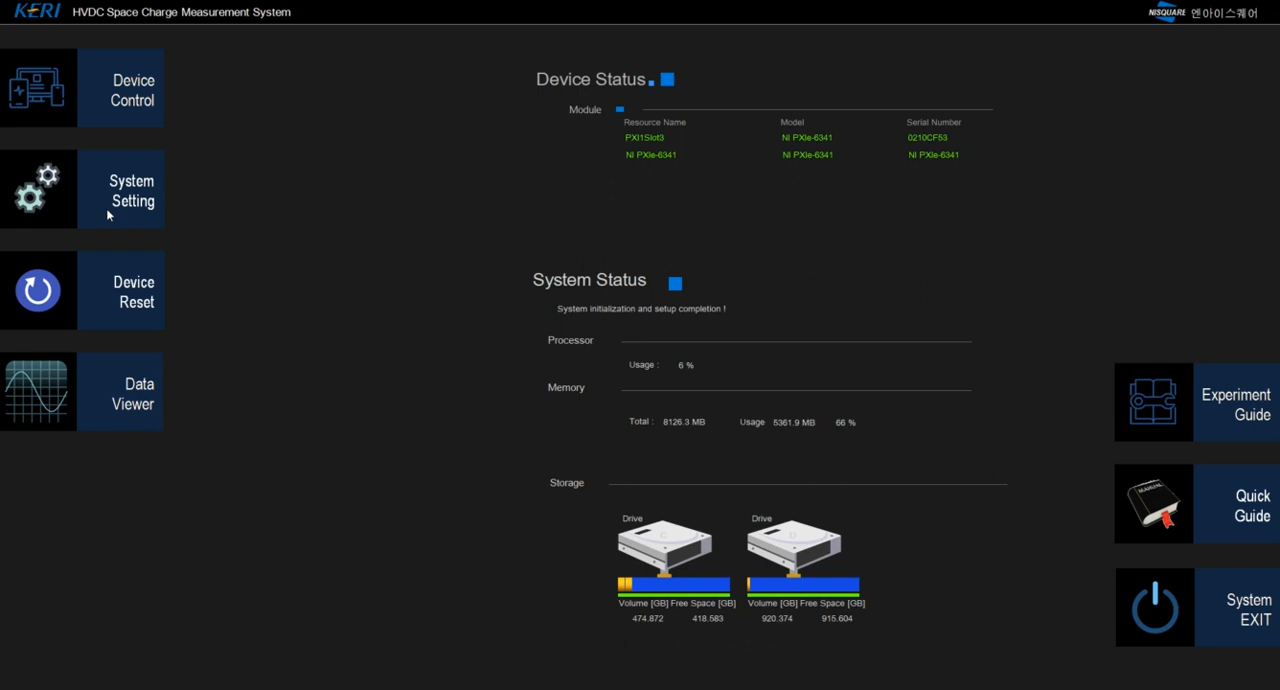 KERI HVDC Space Charge Measurement System
NISQUARE 엔아이스퀘어
Device
Control
System
Setting
Device
Reset
Data
Viewer
Device Status
Module
Resource Name Model Serial Number
PXI1Slot3 NI PXIe-6341 0210CF53
NI PXIe-6341 NI PXIe-6341 NI PXIe-6341
System Status
System initialization and setup completion !
Processor
Usage : 6 %
Memory
Total : 8126.3 MB Usage 5361.9 MB 66 %
Storage
Drive Drive
C D
Volume [GB] Free Space [GB] Volume [GB] Free Space [GB]
474.872 418.583 920.374 915.604
Experiment
Guide
MANUAL
Quick
Guide
System
EXIT